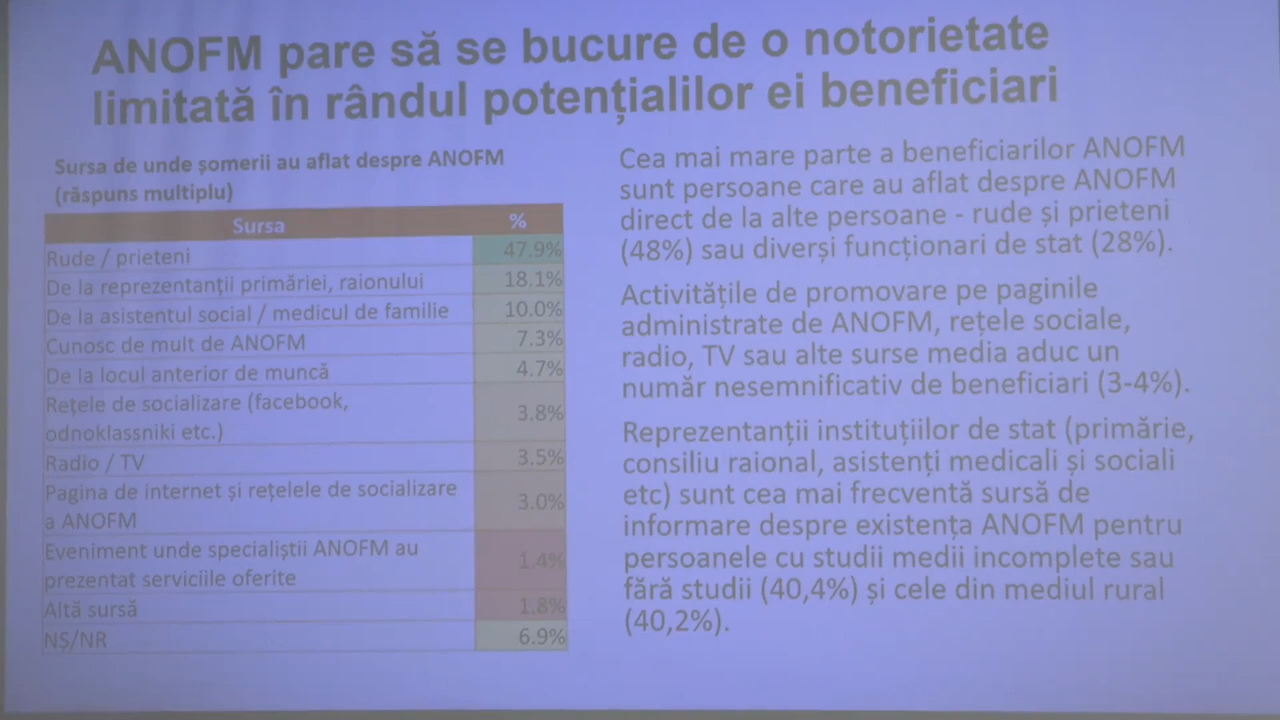 ANOFM pare să se bucure de o notorietate
limitată în rândul potențialilor ei beneficiari
Sursa de unde șomerii au aflat despre ANOFM
(răspuns multiplu)
Sursa %
Rude / prieteni 47.9%
De la reprezentanții primăriei, raionului 18.1%
De la asistentul social / medicul de familie 10.0%
Cunosc de mult de ANOFM 7.3%
De la locul anterior de muncă 4.7%
Rețele de socializare (facebook,
odnoklassniki etc.) 3.8%
Radio / TV 3.5%
Pagina de internet și rețelele de socializare
a ANOFM 3.0%
Eveniment unde specialiștii ANOFM au
prezentat serviciile oferite 1.4%
Altă sursă 1.8%
NȘ/NR 6.9%
Cea mai mare parte a beneficiarilor ANOFM
sunt persoane care au aflat despre ANOFM
direct de la alte persoane - rude și prieteni
(48%) sau diverși funcționari de stat (28%).
Activitățile de promovare pe paginile
administrate de ANOFM, rețele sociale,
radio, TV sau alte surse media aduc un
număr nesemnificativ de beneficiari (3-4%).
Reprezentanții instituțiilor de stat (primărie,
consiliu raional, asistenți medicali și sociali
etc) sunt cea mai frecventă sursă de
informare despre existența ANOFM pentru
persoanele cu studii medii incomplete sau
fără studii (40,4%) și cele din mediul rural
(40,2%).